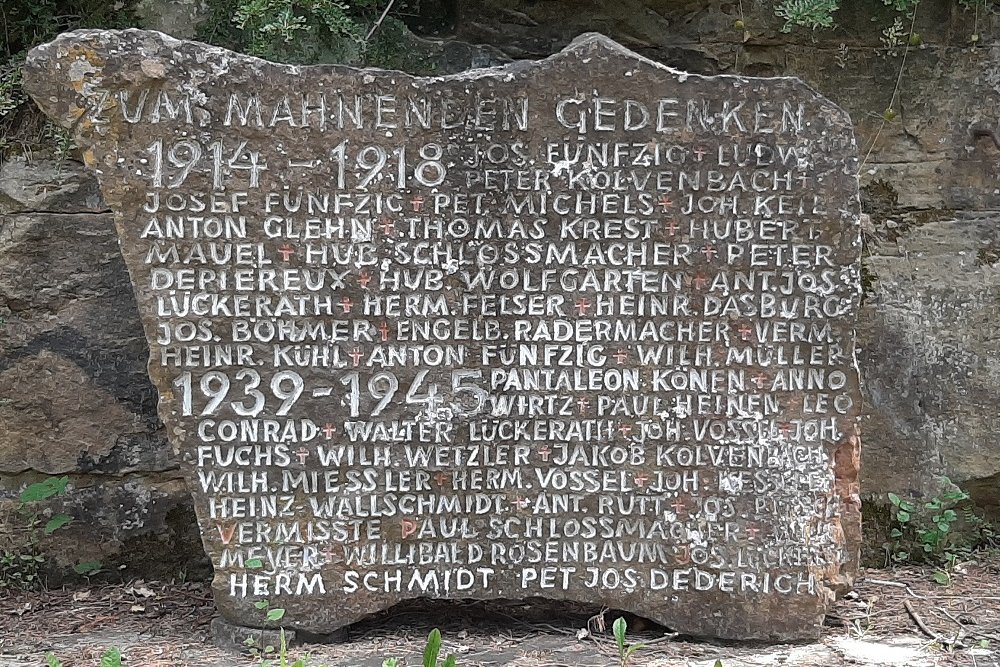 ZUM MAHNENDEN GEDENKEN
1914 - 1918 JOS. FÜNFZIG † LUDW.
PETER KOLVENBACH †
JOSEF FÜNFZIG † PET. MICHELS † JOH. KEIL
ANTON GLEHN † THOMAS KREST † HUBERT
MAUEL † HUB. SCHLOSSMACHER † PETER
DEPIEREUX † HUB. WOLFGARTEN † ANT. JOS.
LÜCKERATH † HERM. FELSER † HEINR. DASBURG
JOS. BÖHMER † ENGELB. RADERMACHER † VERM.
HEINR. KÜHL † ANTON FÜNFZIG † WILH. MÜLLER
1939 - 1945 PANTALEON KÖNEN † ANNO
WIRTZ † PAUL HEINEN LEO
CONRAD † WALTER LÜCKERATH † JOH. VOSSEL † JOH.
FUCHS † WILH. WETZLER † JAKOB KOLVENBACH
WILH. MIESSLER † HERM. VOSSEL † JOH.
HEINZ WALLSCHMIDT † ANT. RUTT † JOS.
VERMISSTE PAUL SCHLOSSMACHER †
MEYER † WILLIBALD ROSENBAUM JOS. LÜCKERATH
HERM SCHMIDT PET JOS DEDERICH